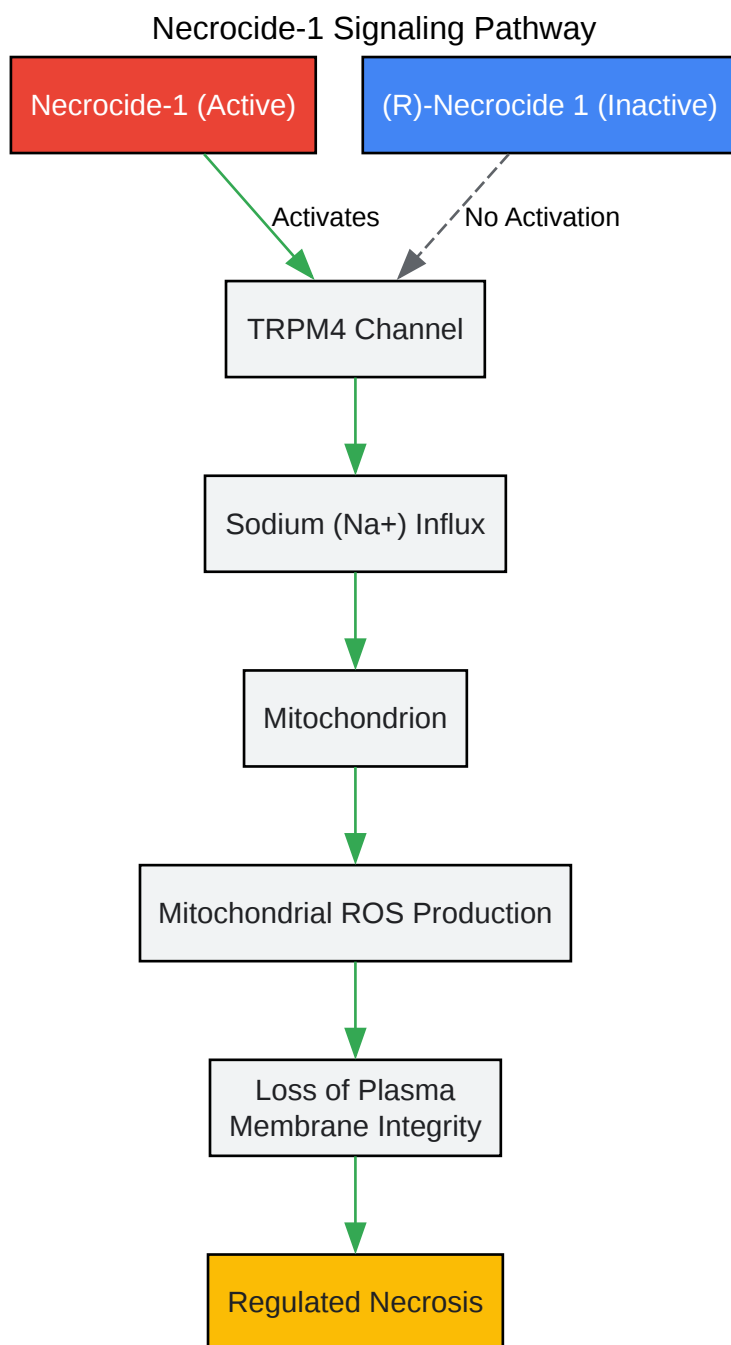 Necrocide-1 Signaling Pathway
Necrocide-1 (Active)
(R)-Necrocide 1 (Inactive)
Activates
No Activation
TRPM4 Channel
Sodium (Na+) Influx
Mitochondrion
Mitochondrial ROS Production
Loss of Plasma
Membrane Integrity
Regulated Necrosis